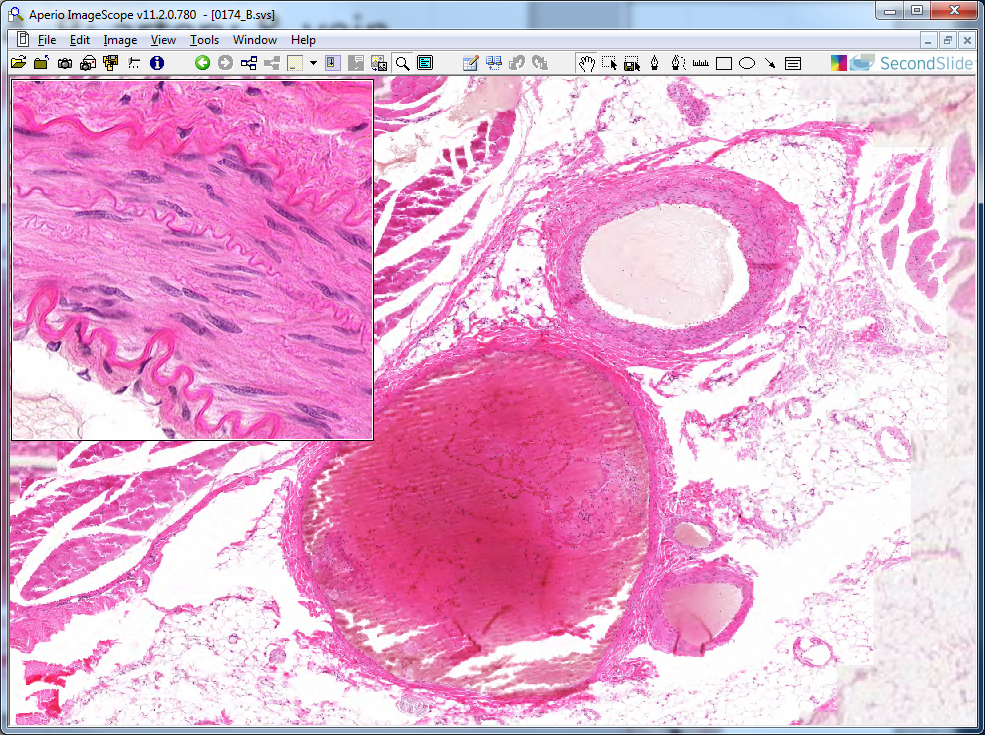 Aperio ImageScope v11.2.0.780 - [0174_B.svs]
File Edit Image View Tools Window Help
SecondSlide